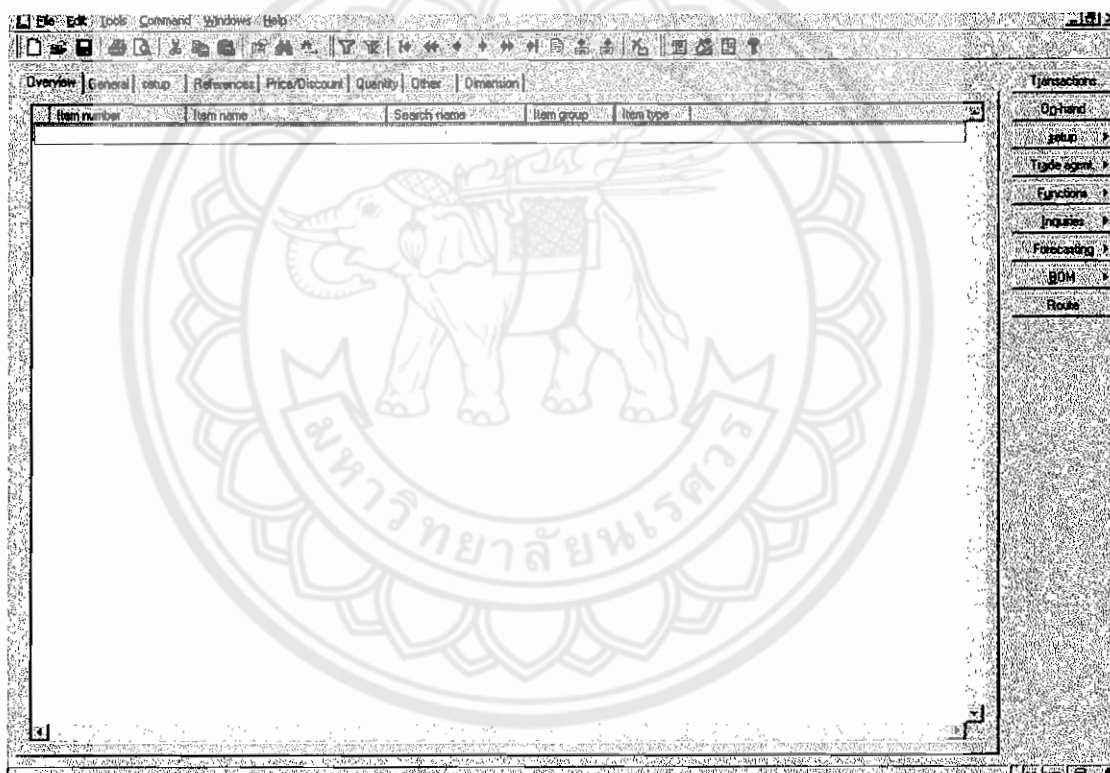 File Edit Tools Command Windows Help
Overview General setup References Price/Discount Quantity Other Dimension
Item number Item name Search name Item group Item type
Transactions
On-hand
setup
Trade agmt.
Functions
Inquiries
Forecasting
BOM
Route
มหาวิทยาลัยนเรศวร